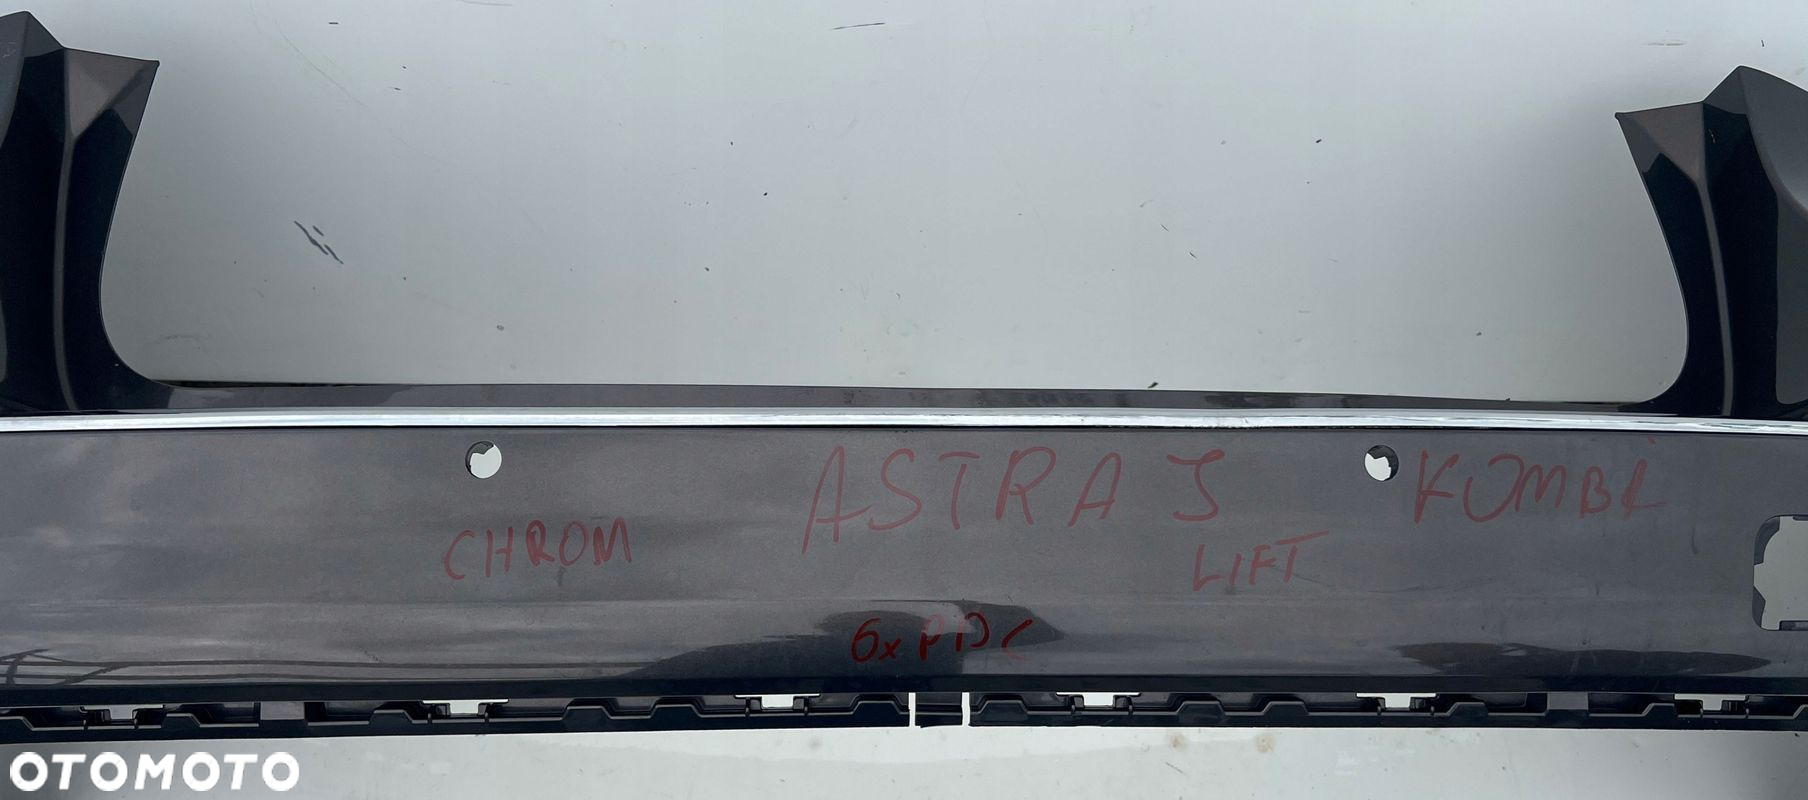 ASTRA J KOMBI
CHROM
LIFT
6x PDC
OTOMOTO